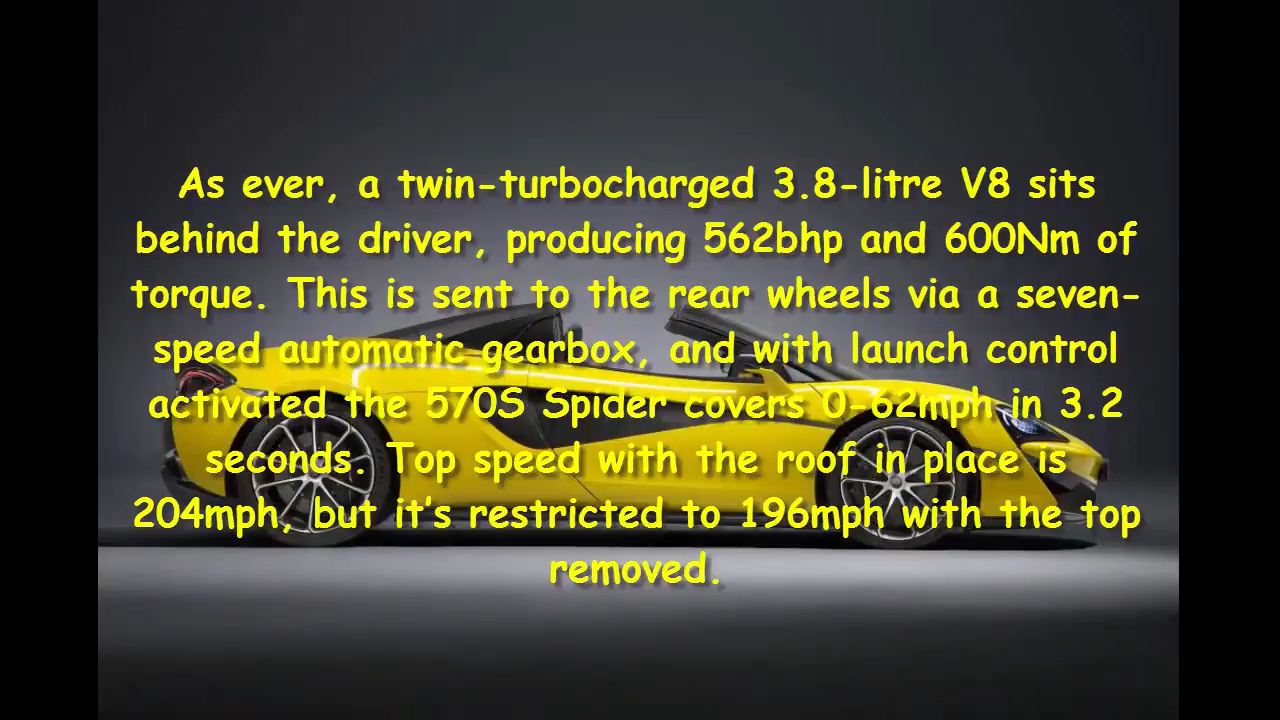 As ever, a twin-turbocharged 3.8-litre V8 sits
behind the driver, producing 562bhp and 600Nm of
torque. This is sent to the rear wheels via a seven-
speed automatic gearbox, and with launch control
activated the 570S Spider covers 0-62mph in 3.2
seconds. Top speed with the roof in place is
204mph, but it's restricted to 196mph with the top
removed.